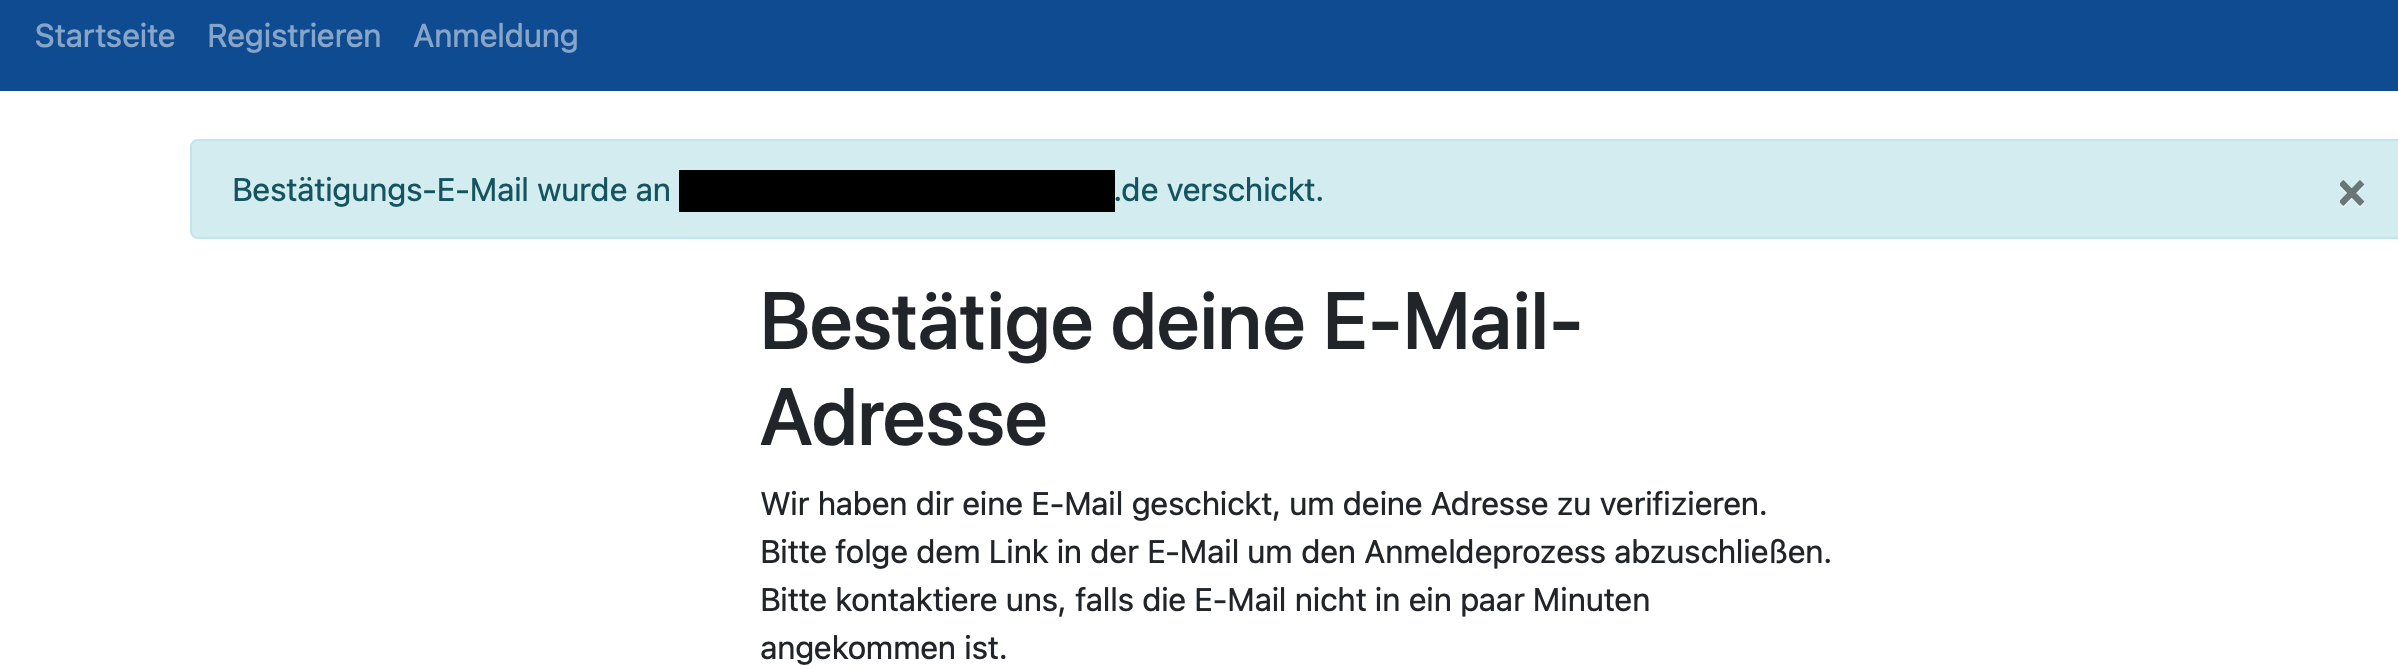 Startseite Registrieren Anmeldung
Bestätigungs-E-Mail wurde an .de verschickt.
×
Bestätige deine E-Mail-
Adresse
Wir haben dir eine E-Mail geschickt, um deine Adresse zu verifizieren.
Bitte folge dem Link in der E-Mail um den Anmeldeprozess abzuschließen.
Bitte kontaktiere uns, falls die E-Mail nicht in ein paar Minuten
angekommen ist.